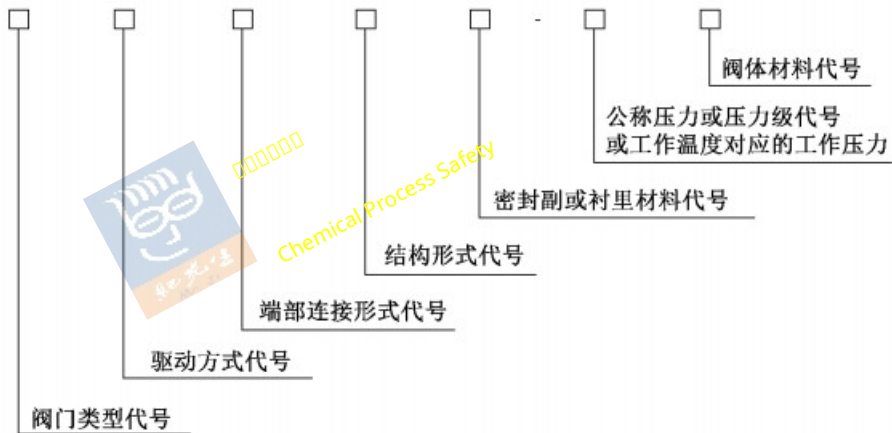 -
阀体材料代号
公称压力或压力级代号
或工作温度对应的工作压力
密封副或衬里材料代号
结构形式代号
端部连接形式代号
驱动方式代号
阀门类型代号
Chemical Process Safety